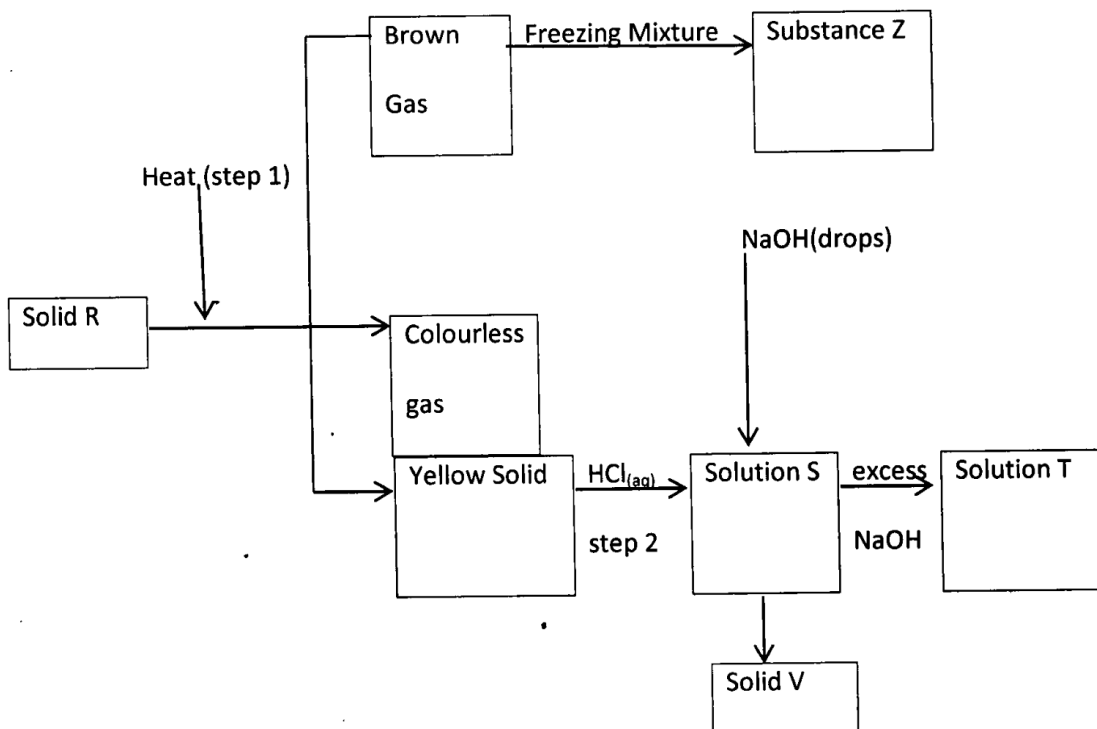 Brown
Gas
Freezing Mixture
Substance Z
Heat (step 1)
NaOH(drops)
Solid R
Colourless
gas
Yellow Solid
HCl(aq)
step 2
Solution S
excess
NaOH
Solution T
Solid V